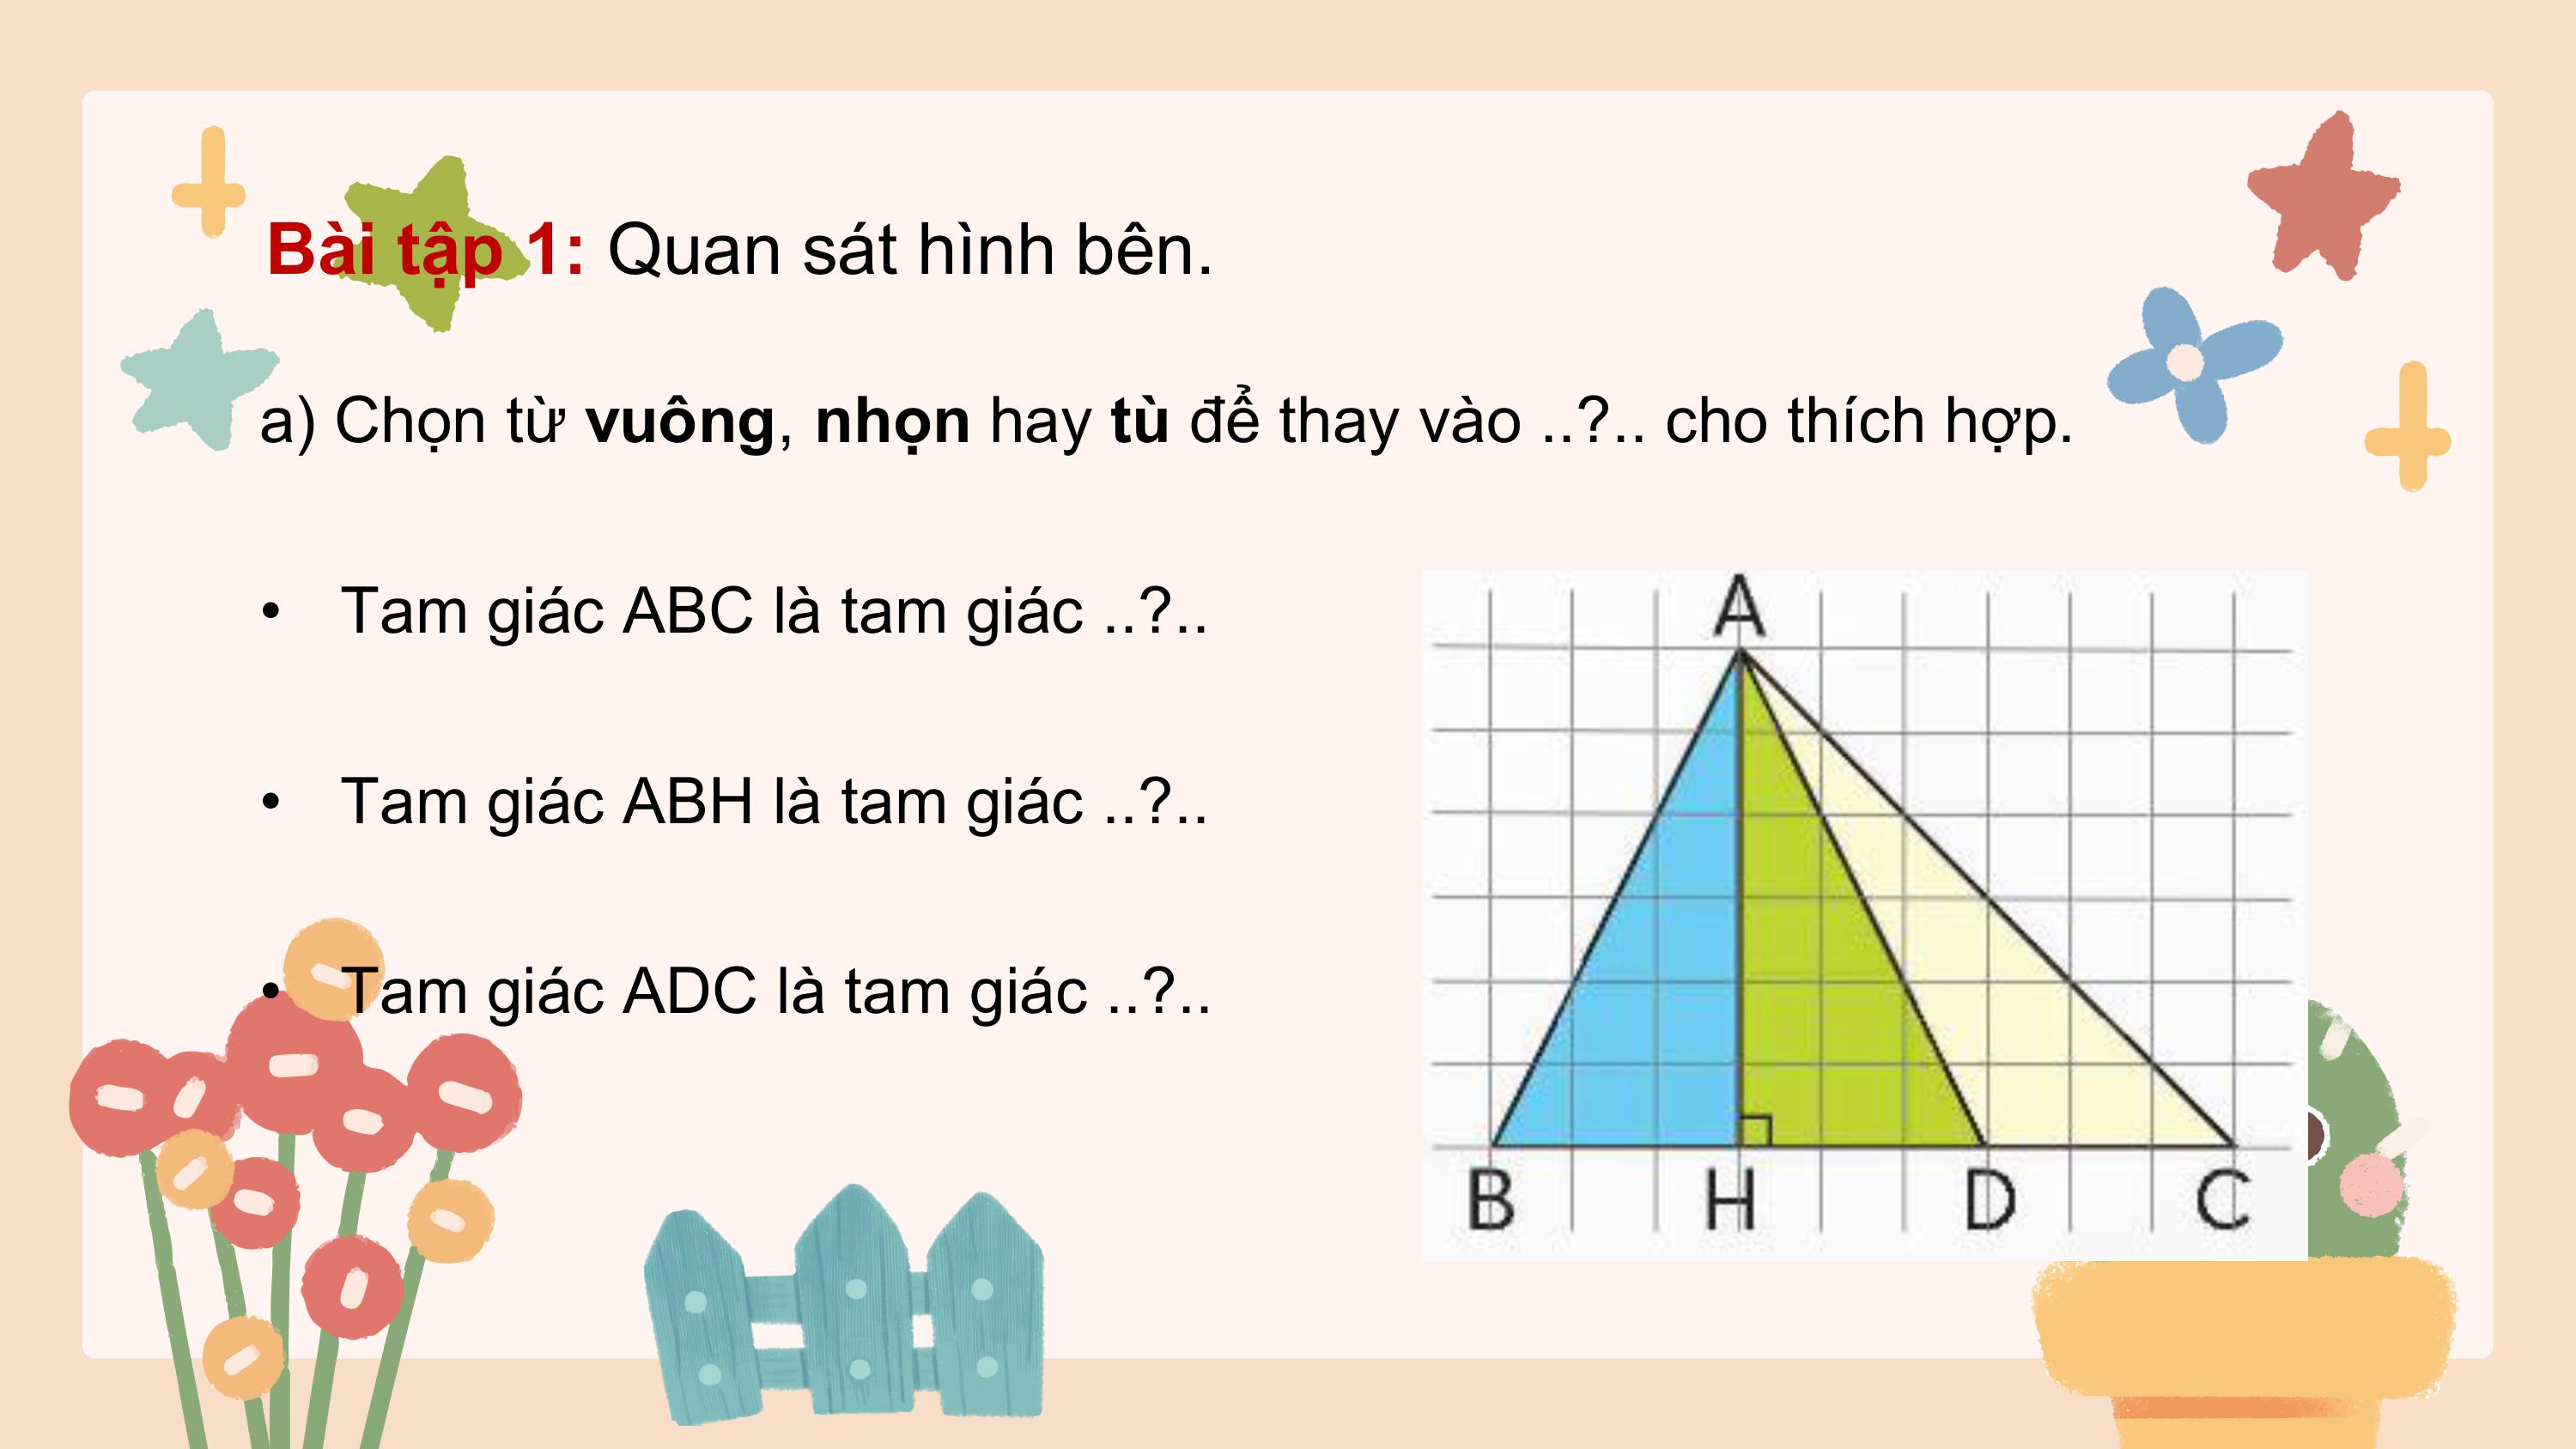 Bài tập 1: Quan sát hình bên.
a) Chọn từ vuông, nhọn hay tù để thay vào ..?.. cho thích hợp.
• Tam giác ABC là tam giác ..?..
• Tam giác ABH là tam giác ..?..
• Tam giác ADC là tam giác ..?..
A
B H D C